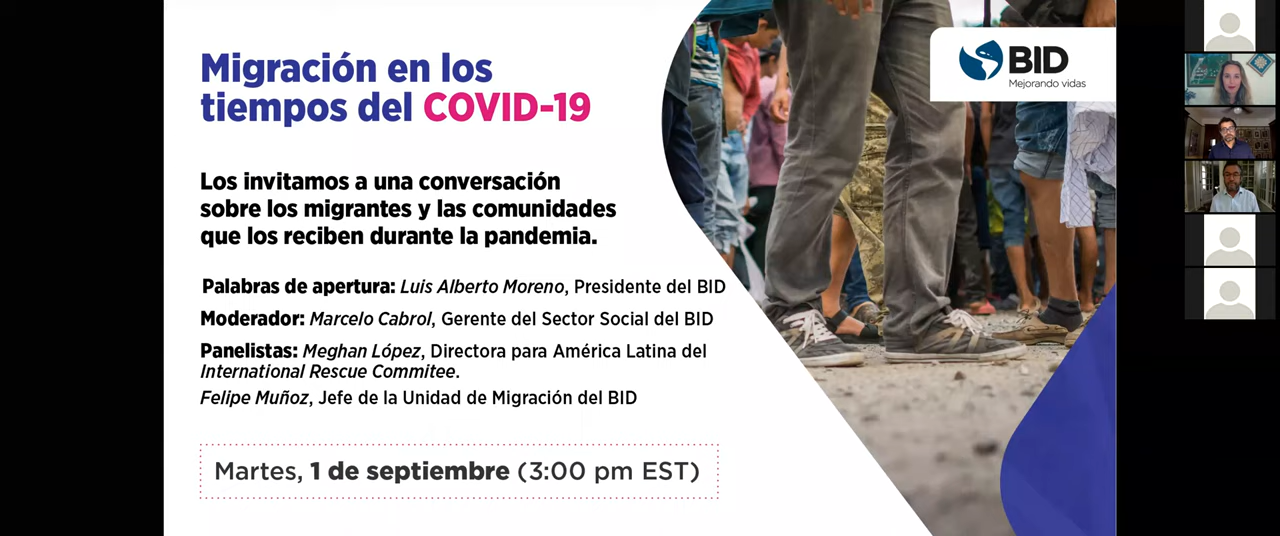 Migración en los
tiempos del COVID-19
BID
Mejorando vidas
Los invitamos a una conversación
sobre los migrantes y las comunidades
que los reciben durante la pandemia.
Palabras de apertura: Luis Alberto Moreno, Presidente del BID
Moderador: Marcelo Cabrol, Gerente del Sector Social del BID
Panelistas: Meghan López, Directora para América Latina del
International Rescue Commitee.
Felipe Muñoz, Jefe de la Unidad de Migración del BID
Martes, 1 de septiembre (3:00 pm EST)